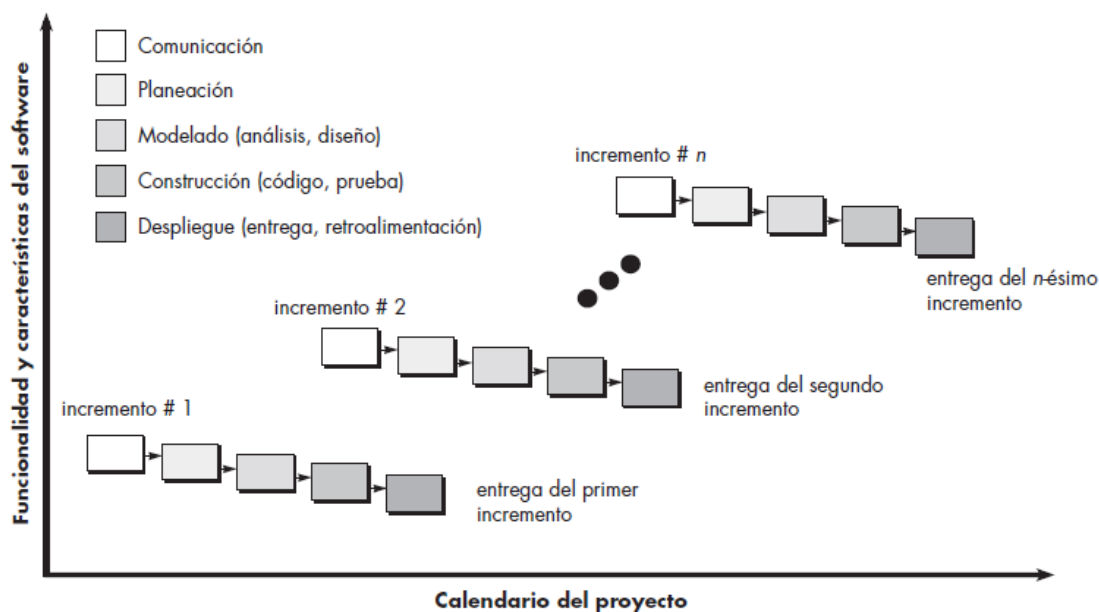 Funcionalidad y características del software
Comunicación
Planeación
Modelado (análisis, diseño)
Construcción (código, prueba)
Despliegue (entrega, retroalimentación)
incremento # n
entrega del n-ésimo
incremento
incremento # 2
entrega del segundo
incremento
incremento # 1
entrega del primer
incremento
Calendario del proyecto